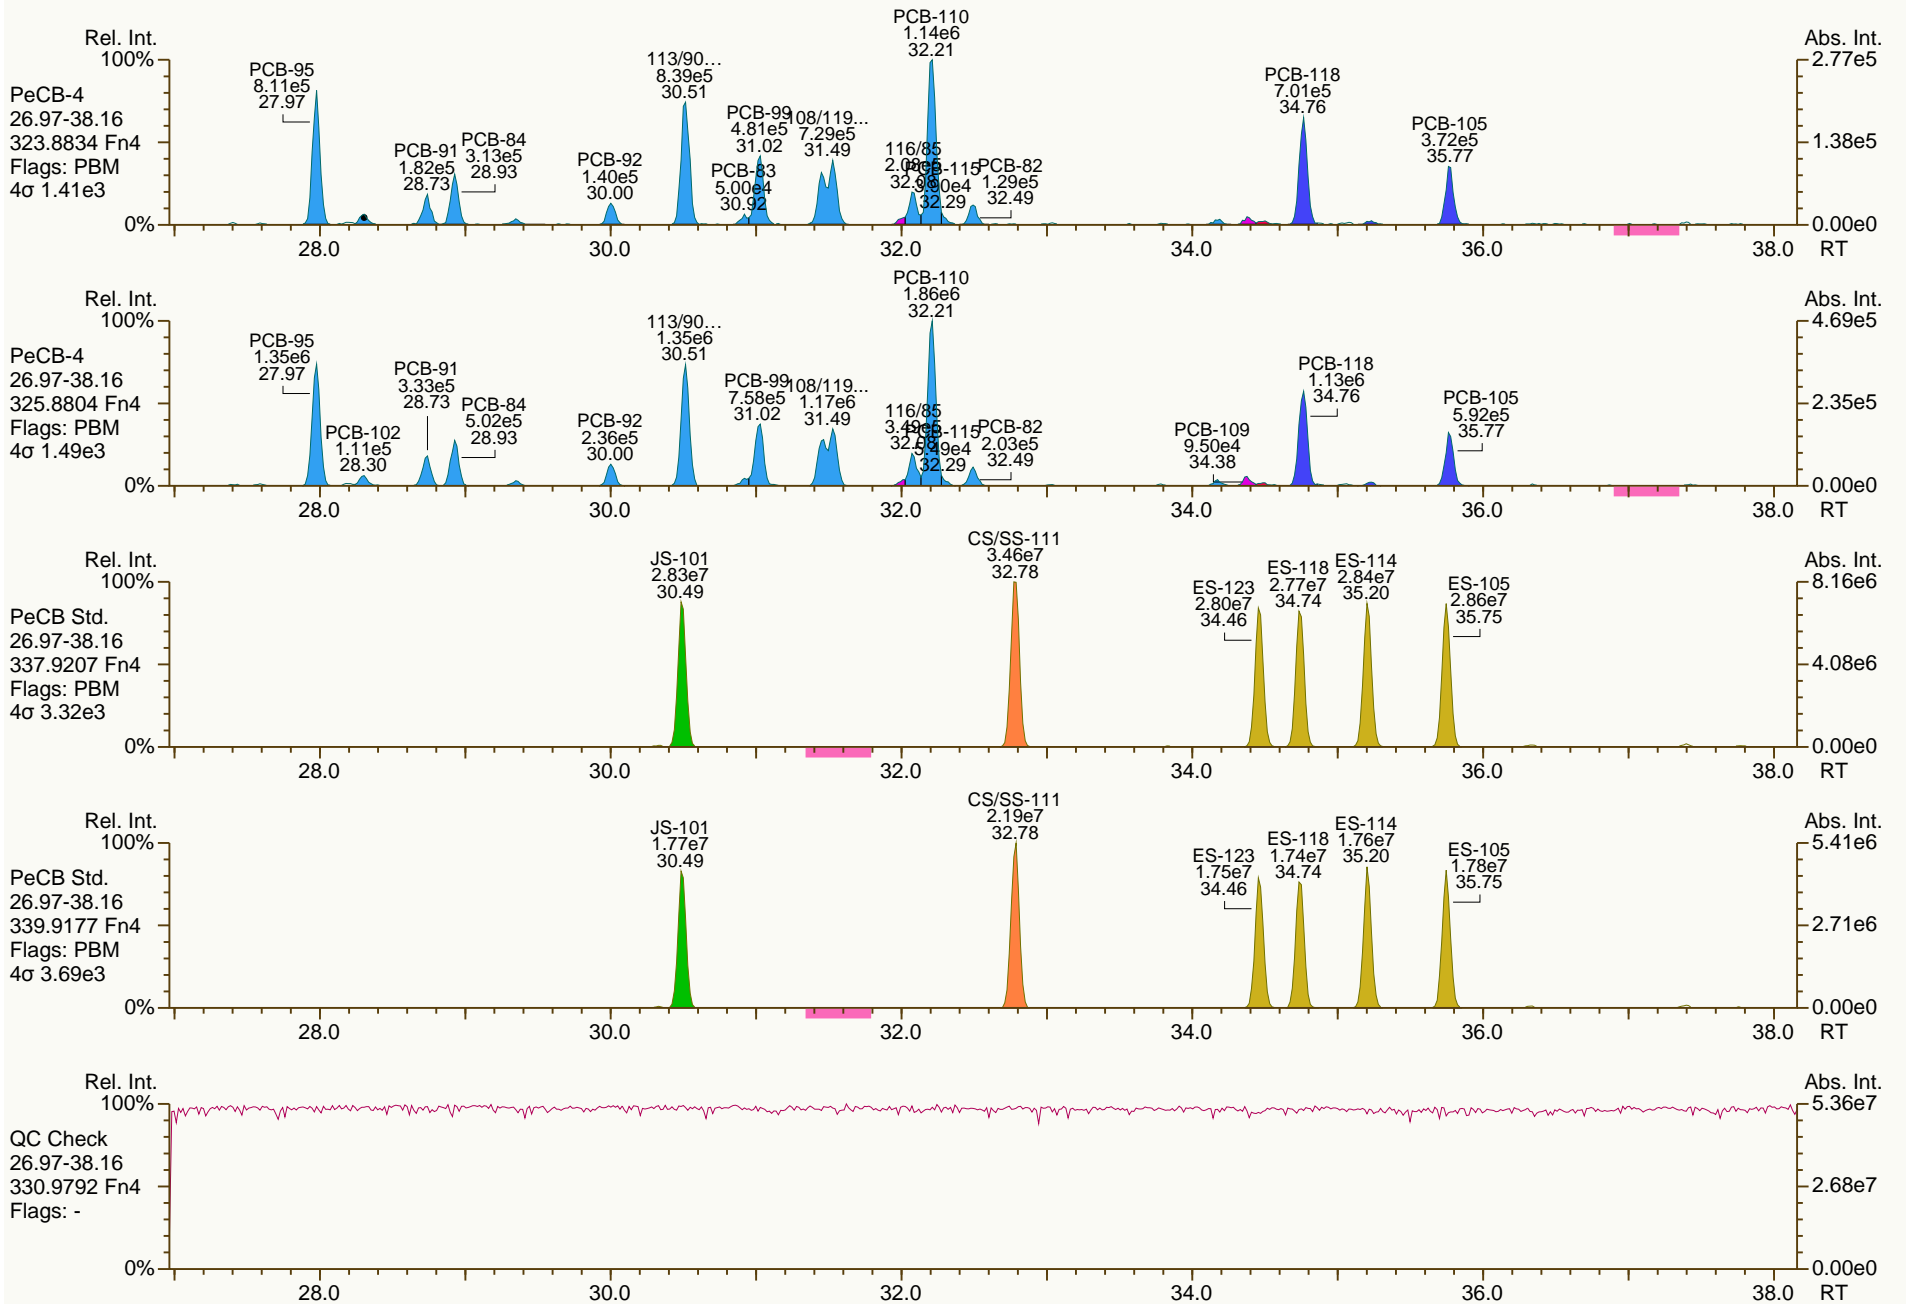 Rel. Int.
100%
0%
PeCB-4
26.97-38.16
323.8834 Fn4
Flags: PBM
4σ 1.41e3
PCB-95
8.11e5
27.97
PCB-91
1.82e5
28.73
PCB-84
3.13e5
28.93
PCB-92
1.40e5
30.00
113/90...
8.39e5
30.51
PCB-83
5.00e4
30.92
PCB-99
4.81e5
31.02
108/119...
7.29e5
31.49
116/85
2.08e5
32.08
PCB-110
1.14e6
32.21
PCB-115
32.29
PCB-82
1.29e5
32.49
PCB-118
7.01e5
34.76
PCB-105
3.72e5
35.77
Abs. Int.
2.77e5
1.38e5
0.00e0
28.0 30.0 32.0 34.0 36.0 38.0 RT
Rel. Int.
100%
0%
PeCB-4
26.97-38.16
325.8804 Fn4
Flags: PBM
4σ 1.49e3
PCB-95
1.35e6
27.97
PCB-102
1.11e5
28.30
PCB-91
3.33e5
28.73
PCB-84
5.02e5
28.93
PCB-92
2.36e5
30.00
113/90...
1.35e6
30.51
PCB-99
7.58e5
31.02
108/119...
1.17e6
31.49
116/85
3.49e5
32.08
PCB-110
1.86e6
32.21
PCB-115
5.49e4
32.29
PCB-82
2.03e5
32.49
PCB-109
9.50e4
34.38
PCB-118
1.13e6
34.76
PCB-105
5.92e5
35.77
Abs. Int.
4.69e5
2.35e5
0.00e0
28.0 30.0 32.0 34.0 36.0 38.0 RT
Rel. Int.
100%
0%
PeCB Std.
26.97-38.16
337.9207 Fn4
Flags: PBM
4σ 3.32e3
JS-101
2.83e7
30.49
CS/SS-111
3.46e7
32.78
ES-123
2.80e7
34.46
ES-118
2.77e7
34.74
ES-114
2.84e7
35.20
ES-105
2.86e7
35.75
Abs. Int.
8.16e6
4.08e6
0.00e0
28.0 30.0 32.0 34.0 36.0 38.0 RT
Rel. Int.
100%
0%
PeCB Std.
26.97-38.16
339.9177 Fn4
Flags: PBM
4σ 3.69e3
JS-101
1.77e7
30.49
CS/SS-111
2.19e7
32.78
ES-123
1.75e7
34.46
ES-118
1.74e7
34.74
ES-114
1.76e7
35.20
ES-105
1.78e7
35.75
Abs. Int.
5.41e6
2.71e6
0.00e0
28.0 30.0 32.0 34.0 36.0 38.0 RT
Rel. Int.
100%
0%
QC Check
26.97-38.16
330.9792 Fn4
Flags: -
Abs. Int.
5.36e7
2.68e7
0.00e0
28.0 30.0 32.0 34.0 36.0 38.0 RT